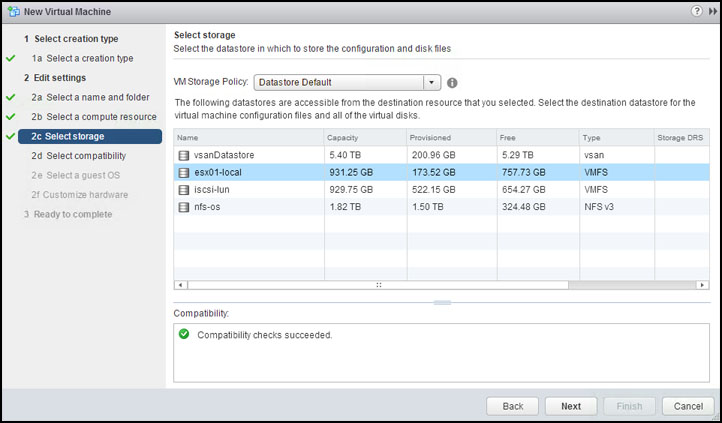 New Virtual Machine
1 Select creation type
1a Select a creation type
2 Edit settings
2a Select a name and folder
2b Select a compute resource
2c Select storage
2d Select compatibility
2e Select a guest OS
2f Customize hardware
3 Ready to complete
Select storage
Select the datastore in which to store the configuration and disk files
VM Storage Policy: Datastore Default
The following datastores are accessible from the destination resource that you selected. Select the destination datastore for the
virtual machine configuration files and all of the virtual disks.
Name Capacity Provisioned Free Type Storage DRS
vsanDatastore 5.40 TB 200.96 GB 5.29 TB vsan
esx01-local 931.25 GB 173.52 GB 757.73 GB VMFS
iscsi-lun 929.75 GB 522.15 GB 654.27 GB VMFS
nfs-os 1.82 TB 1.50 TB 324.48 GB NFS v3
Compatibility:
Compatibility checks succeeded.
Back Next Finish Cancel